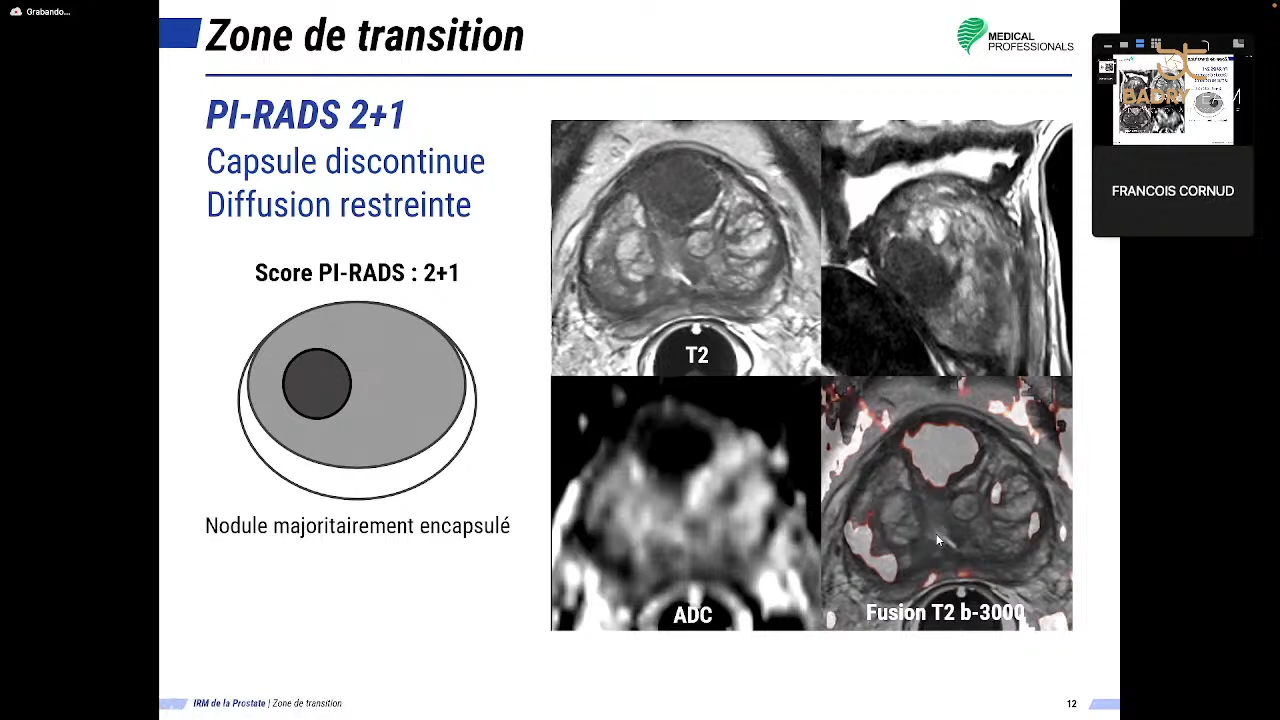 Grabando...
Zone de transition
MEDICAL
PROFESSIONALS
PI-RADS 2+1
Capsule discontinue
Diffusion restreinte
Score PI-RADS : 2+1
Nodule majoritairement encapsulé
T2
ADC
Fusion T2 b-3000
FRANCOIS CORNUD
IRM de la Prostate | Zone de transition
12